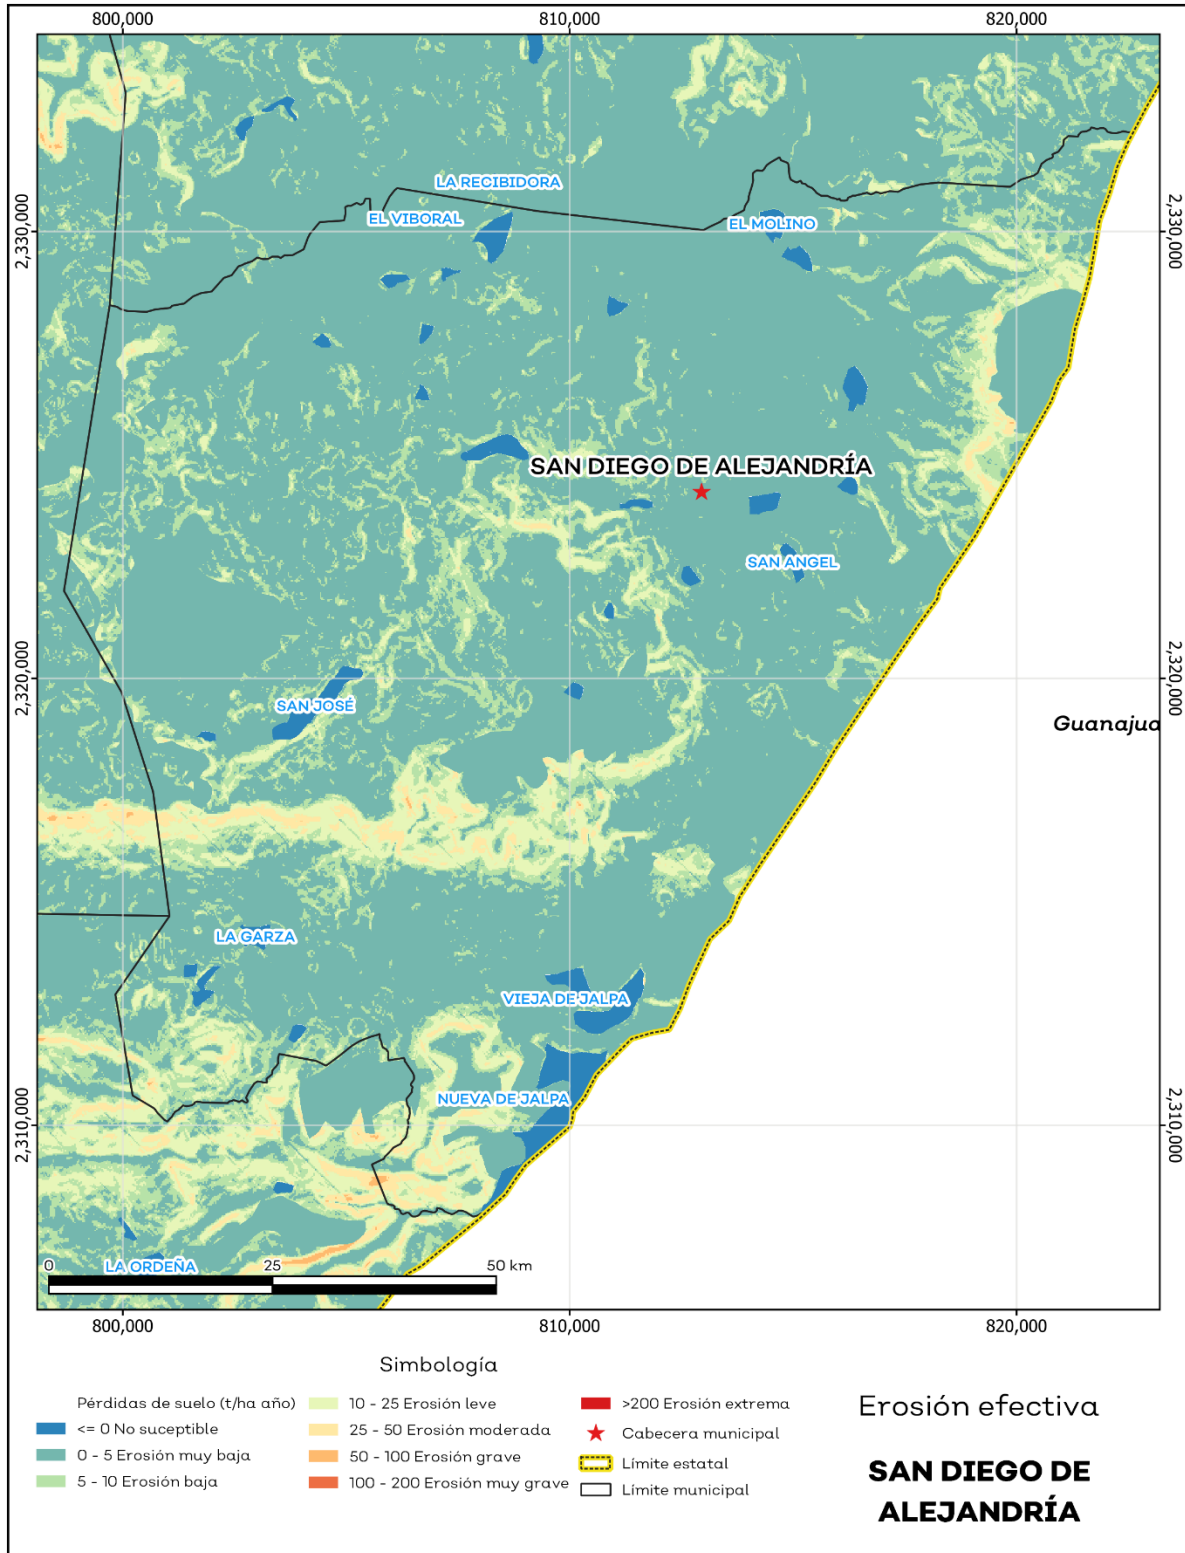 800,000
810,000
820,000
LA RECIBIDORA
EL VIBORAL
EL MOLINO
2,330,000
2,330,000
SAN DIEGO DE ALEJANDRÍA
SAN ANGEL
2,320,000
2,320,000
SAN JOSÉ
Guanajua
LA GARZA
VIEJA DE JALPA
NUEVA DE JALPA
2,310,000
2,310,000
LA ORDEÑA
0
25
50 km
800,000
810,000
820,000
Simbología
Pérdidas de suelo (t/ha año)
<= 0 No suceptible
0 - 5 Erosión muy baja
5 - 10 Erosión baja
10 - 25 Erosión leve
25 - 50 Erosión moderada
50 - 100 Erosión grave
100 - 200 Erosión muy grave
>200 Erosión extrema
Cabecera municipal
Límite estatal
Límite municipal
Erosión efectiva
SAN DIEGO DE
ALEJANDRÍA